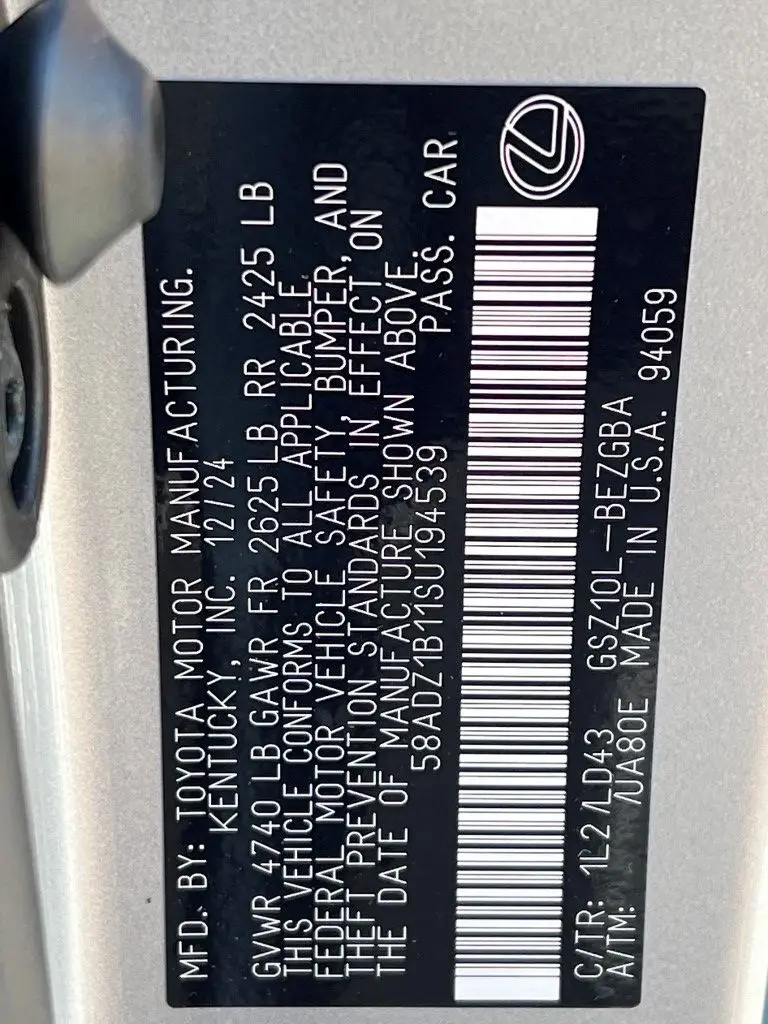 MFD. BY: TOYOTA MOTOR MANUFACTURING.
KENTUCKY, INC. 12/24
GVWR 4740 LB GAWR FR 2625 LB RR 2425 LB
THIS VEHICLE CONFORMS TO ALL APPLICABLE
FEDERAL MOTOR VEHICLE SAFETY, BUMPER, AND
THEFT PREVENTION STANDARDS IN EFFECT ON
THE DATE OF MANUFACTURE SHOWN ABOVE.
58ADZ1B11SU194539 PASS. CAR
C/TR: 1L2/LD43 GSZ10L-BEZGBA
A/TM: /UA80E MADE IN U.S.A. 94059